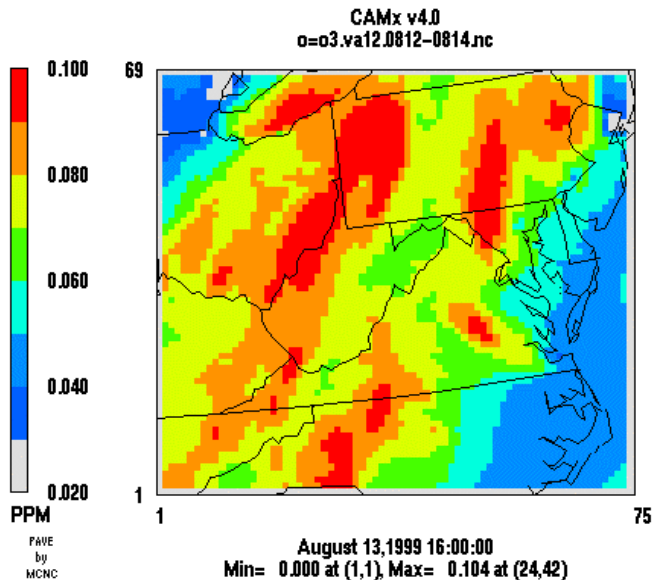 CAMx v4.0
o=o3.va12.0812-0814.nc
0.100
0.080
0.060
0.040
0.020
PPM
PAVE
by
MCNC
69
1
1
75
August 13,1999 16:00:00
Min= 0.000 at (1,1), Max= 0.104 at (24,42)